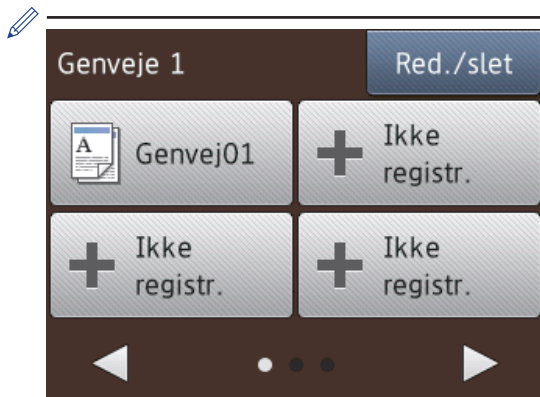 Genveje 1
Red./slet
A
Genvej01
Ikke
registr.
Ikke
registr.
Ikke
registr.